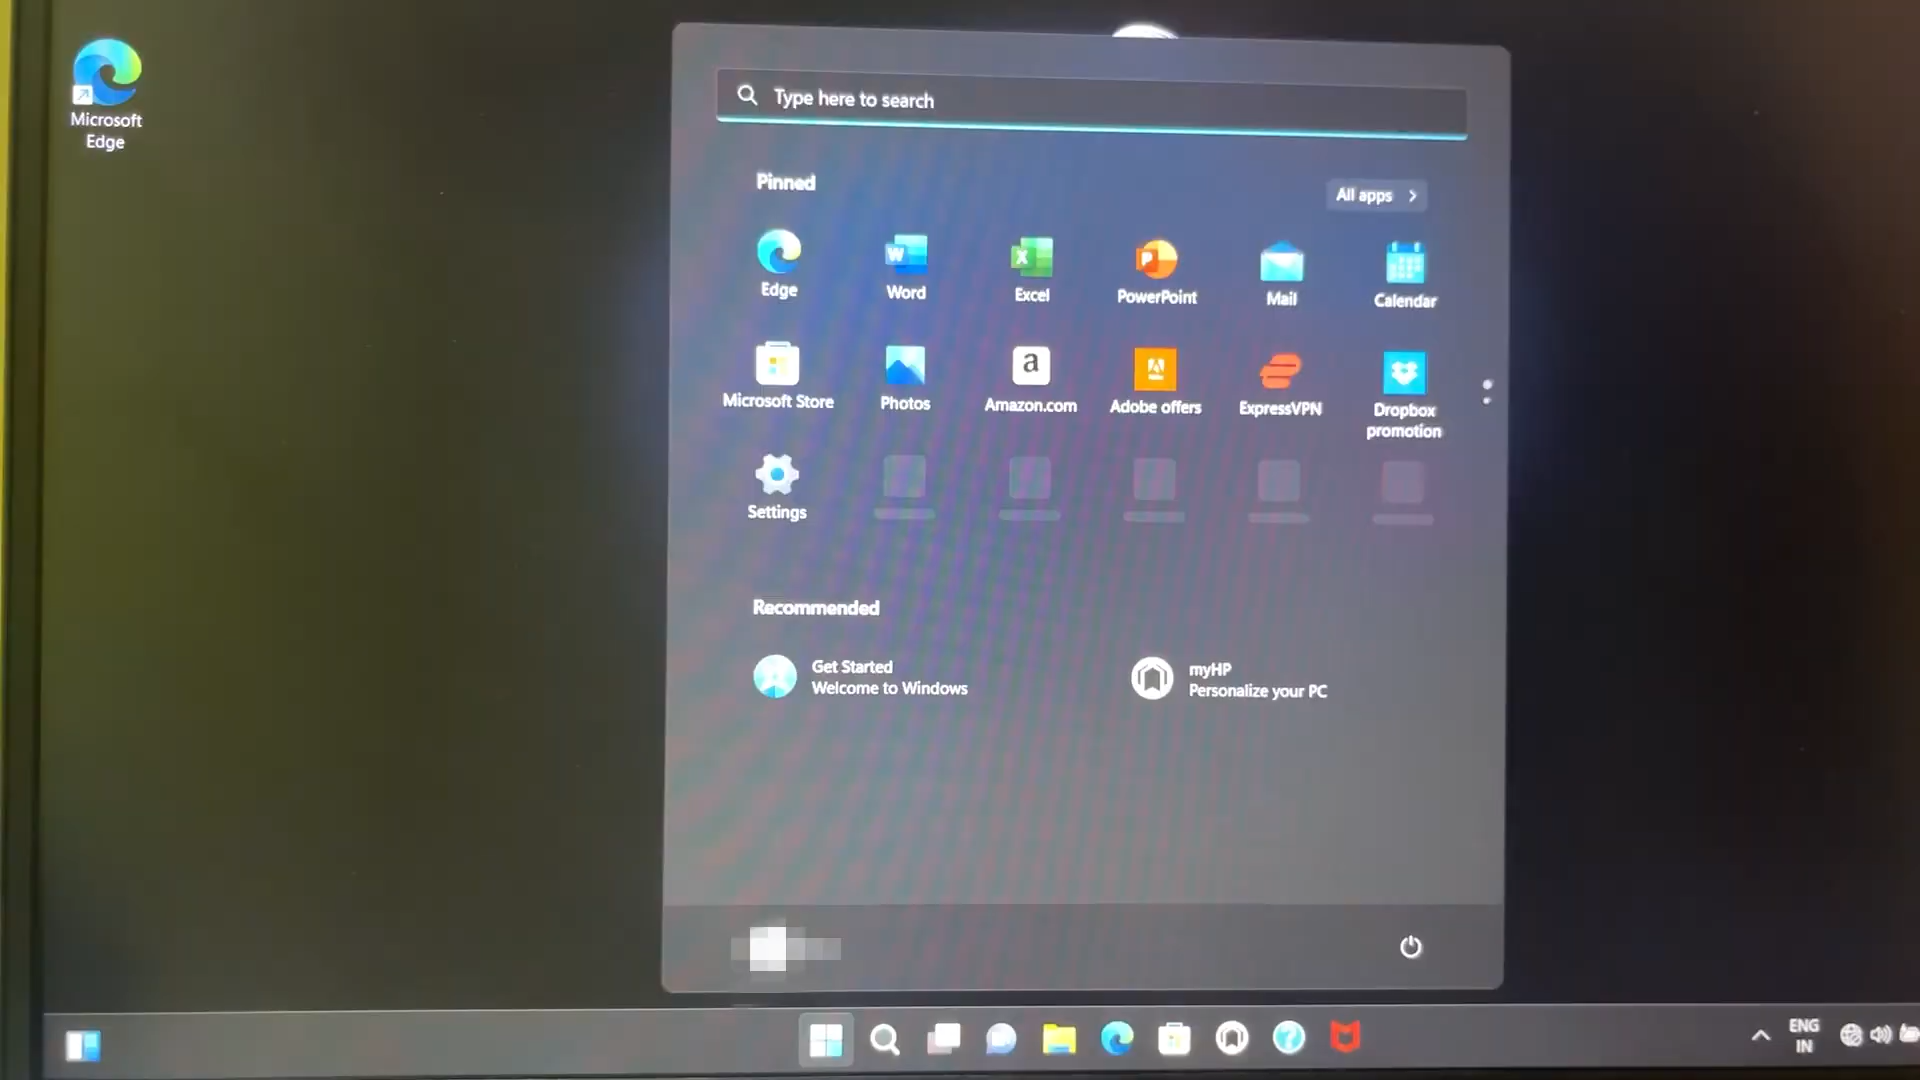 Microsoft
Edge
Type here to search
Pinned
All apps
Edge
Word
Excel
PowerPoint
Mail
Calendar
Microsoft Store
Photos
Amazon.com
Adobe offers
ExpressVPN
Dropbox
promotion
Settings
Recommended
Get Started
Welcome to Windows
myHP
Personalize your PC
ENG
IN